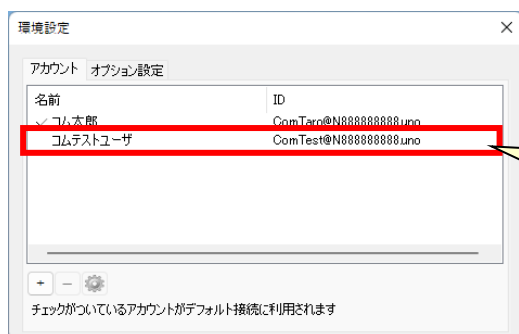 環境設定
アカウント オプション設定
名前 ID
コム太郎 ComTaro@N888888888.uno
コムテストユーザ ComTest@N888888888.uno
チェックがついているアカウントがデフォルト接続に利用されます